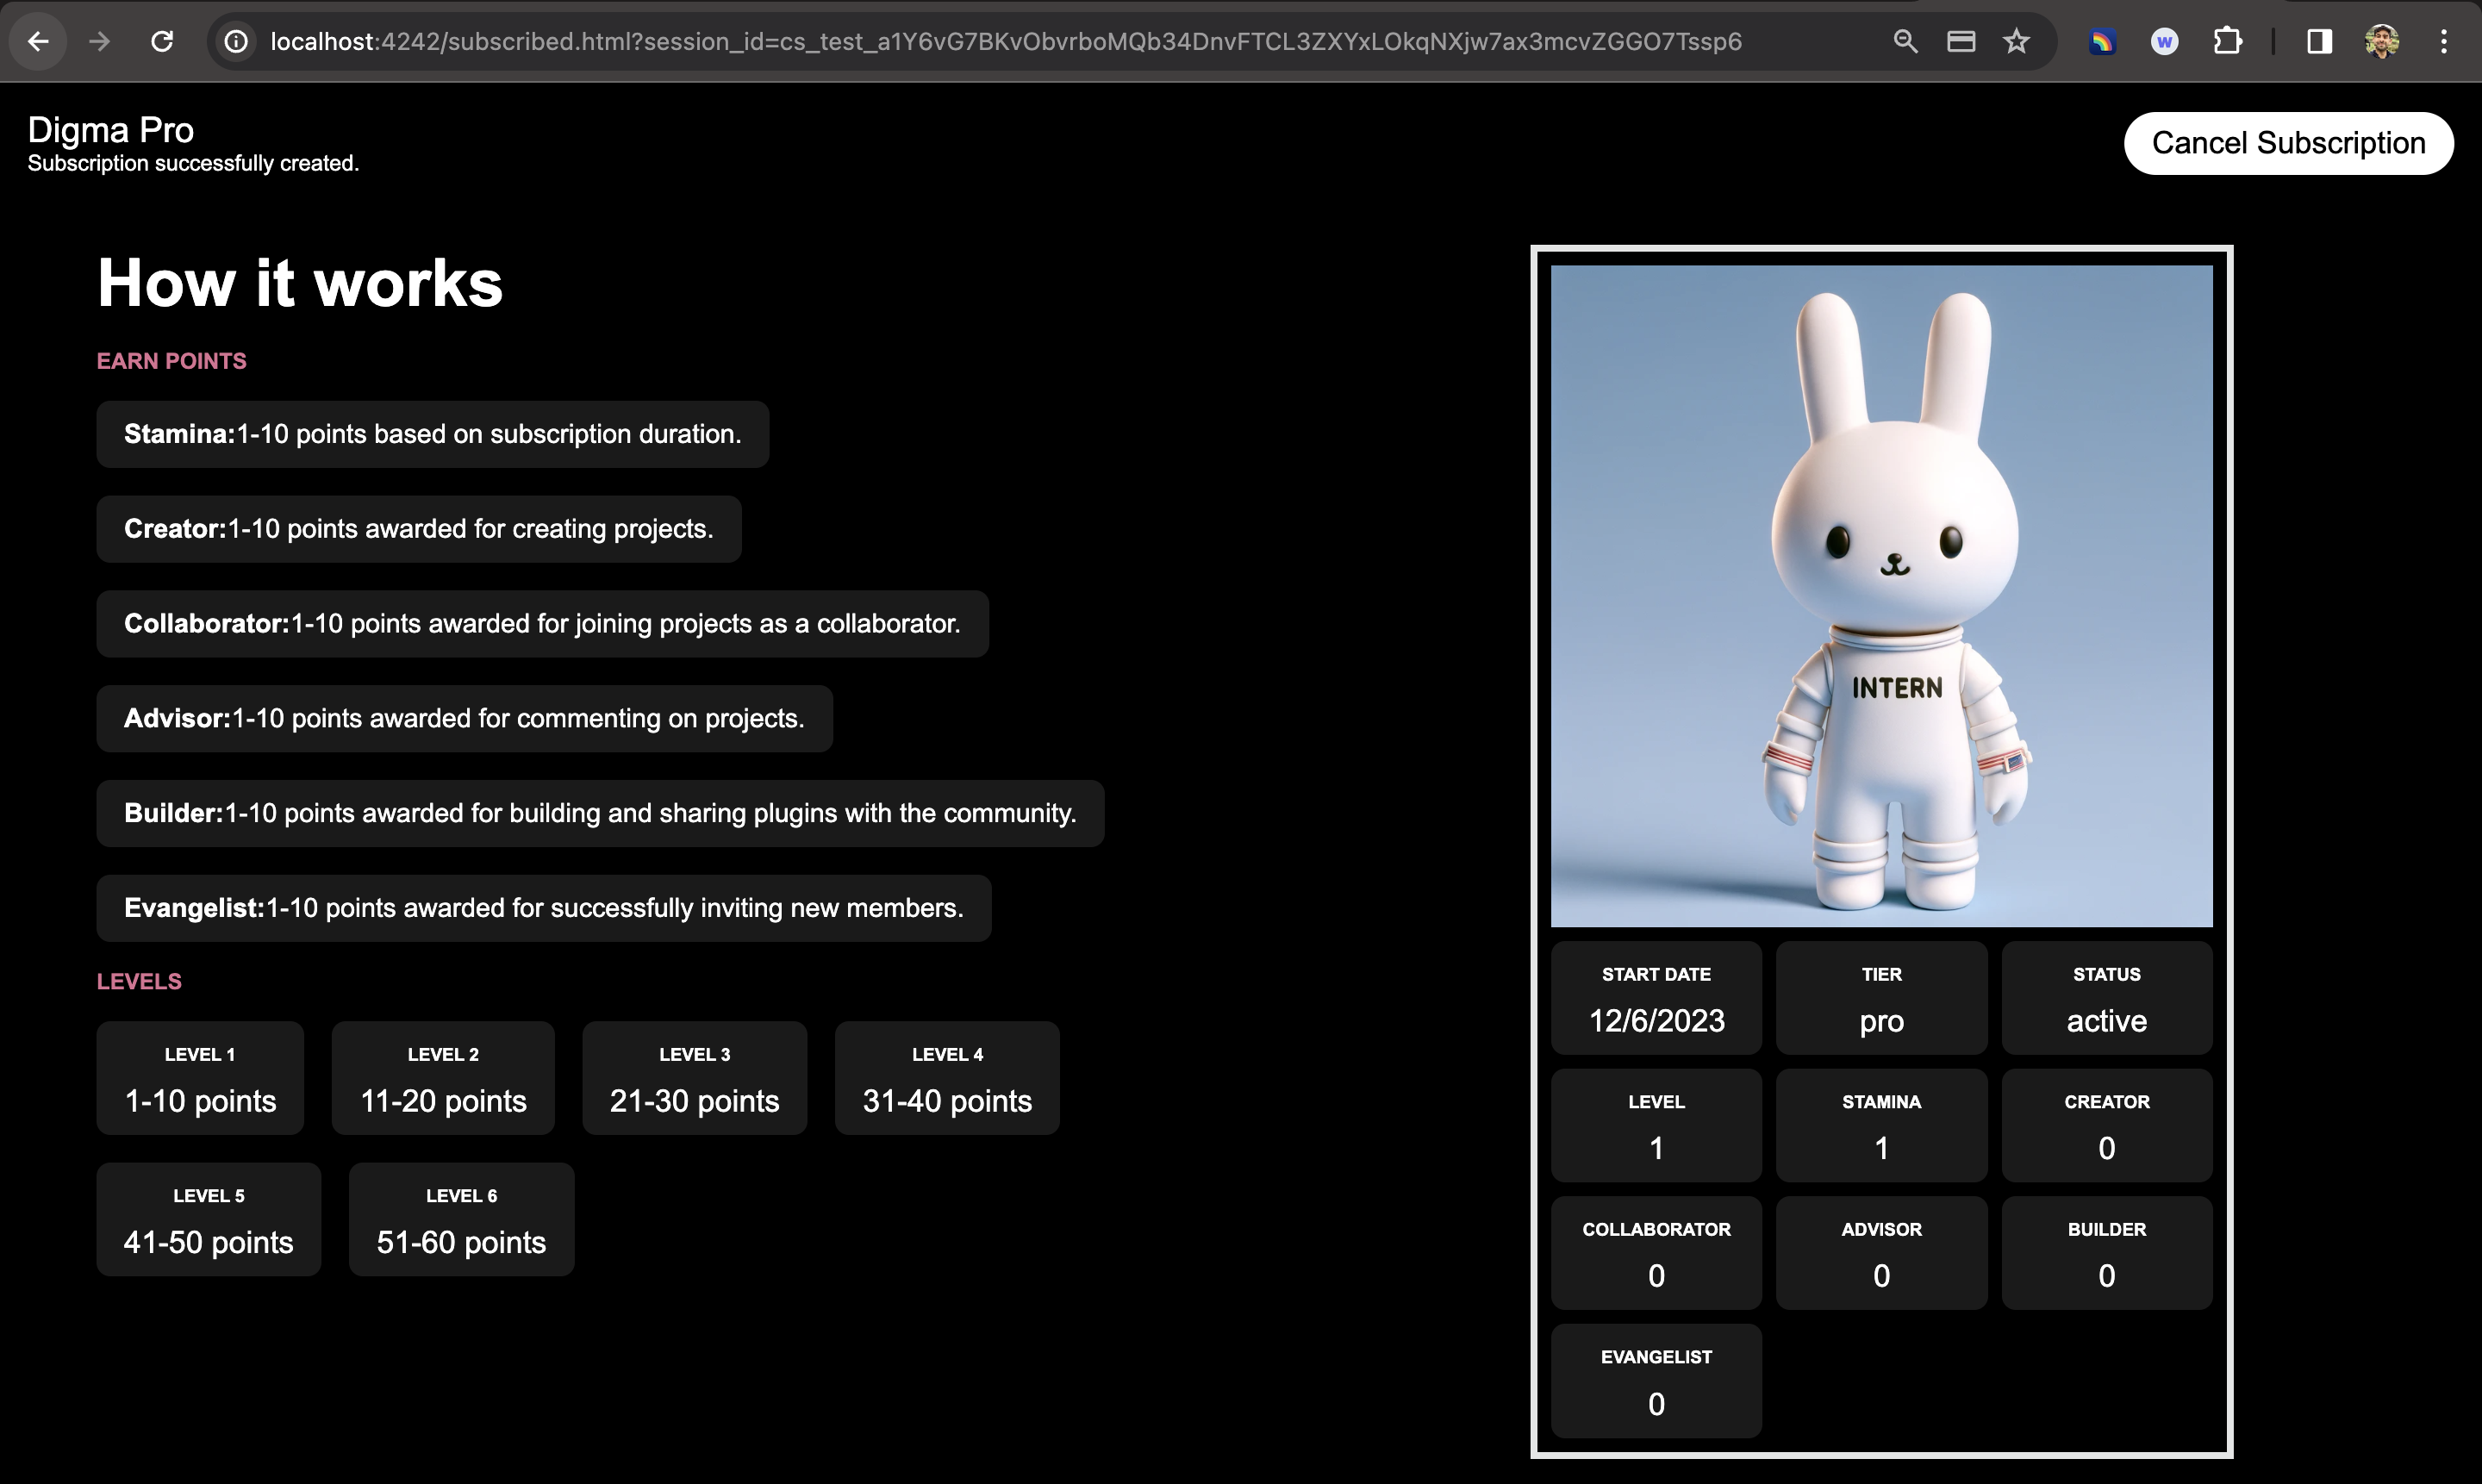 localhost:4242/subscribed.html?session_id=cs_test_a1Y6vG7BKvObvrboMQb34DnvFTCL3ZXYxLOkqNXjw7ax3mcvZGGO7Tssp6
W
Digma Pro
Subscription successfully created.
Cancel Subscription
How it works
EARN POINTS
Stamina:1-10 points based on subscription duration.
Creator:1-10 points awarded for creating projects.
Collaborator:1-10 points awarded for joining projects as a collaborator.
Advisor:1-10 points awarded for commenting on projects.
Builder:1-10 points awarded for building and sharing plugins with the community.
Evangelist:1-10 points awarded for successfully inviting new members.
LEVELS
LEVEL 1
1-10 points
LEVEL 2
11-20 points
LEVEL 3
21-30 points
LEVEL 4
31-40 points
LEVEL 5
41-50 points
LEVEL 6
51-60 points
INTERN
START DATE
12/6/2023
TIER
pro
STATUS
active
LEVEL
1
STAMINA
1
CREATOR
0
COLLABORATOR
0
ADVISOR
0
BUILDER
0
EVANGELIST
0